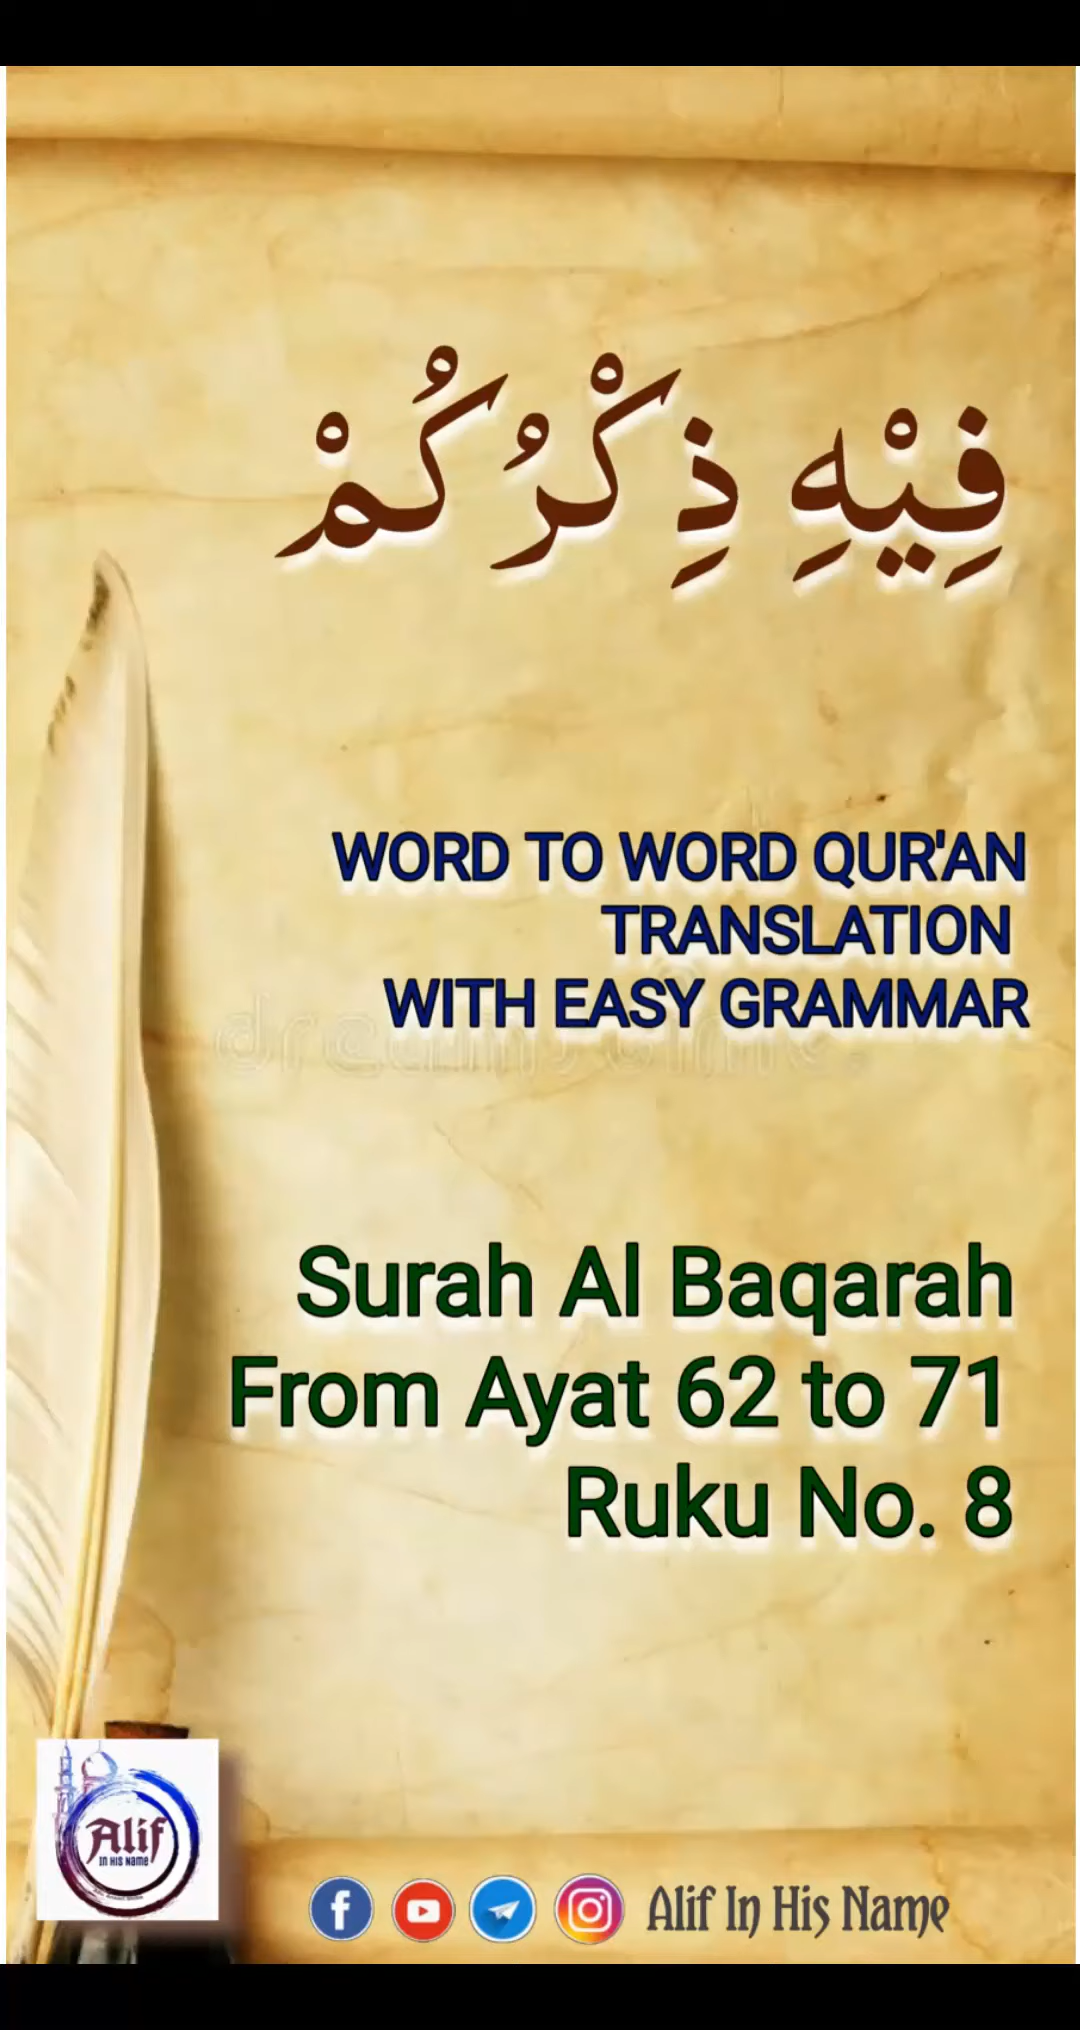 فِيْهِ ذِكْرُكُمْ
WORD TO WORD QUR'AN
TRANSLATION
WITH EASY GRAMMAR
Surah Al Baqarah
From Ayat 62 to 71
Ruku No. 8
Alif
IN HIS NAME
Alif In His Name